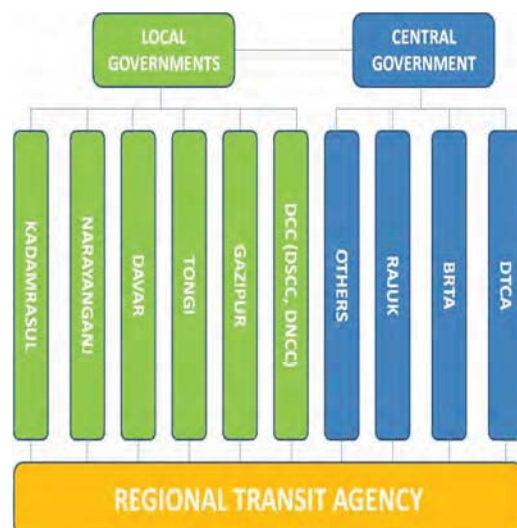 LOCAL
GOVERNMENTS
CENTRAL
GOVERNMENT
KADAMRASUL
NARAYANGANJ
DAVAR
TONGI
GAZIPUR
DCC (DSCC, DNCC)
OTHERS
RAJUK
BRTA
DTCA
REGIONAL TRANSIT AGENCY